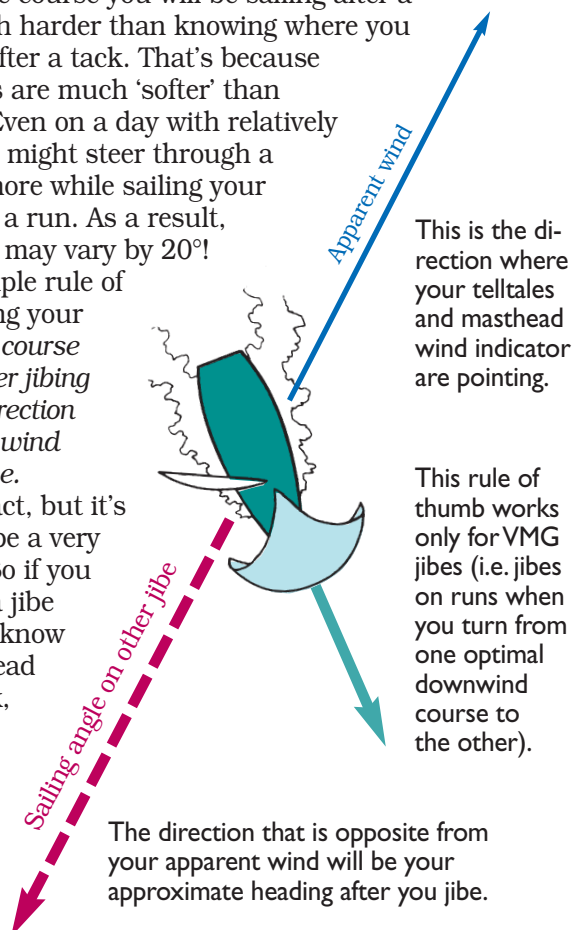 e course you will be sailing after a
h harder than knowing where you
fter a tack. That’s because
s are much ‘softer’ than
Even on a day with relatively
might steer through a
more while sailing your
a run. As a result,
may vary by 20°!
ple rule of
ng your
course
er jibing
rection
wind
e.
ct, but it’s
be a very
So if you
jibe
know
ead
k,
Apparent wind
This is the di-
rection where
your telltales
and masthead
wind indicator
are pointing.
This rule of
thumb works
only for VMG
jibes (i.e. jibes
on runs when
you turn from
one optimal
downwind
course to
the other).
Sailing angle on other jibe
The direction that is opposite from
your apparent wind will be your
approximate heading after you jibe.